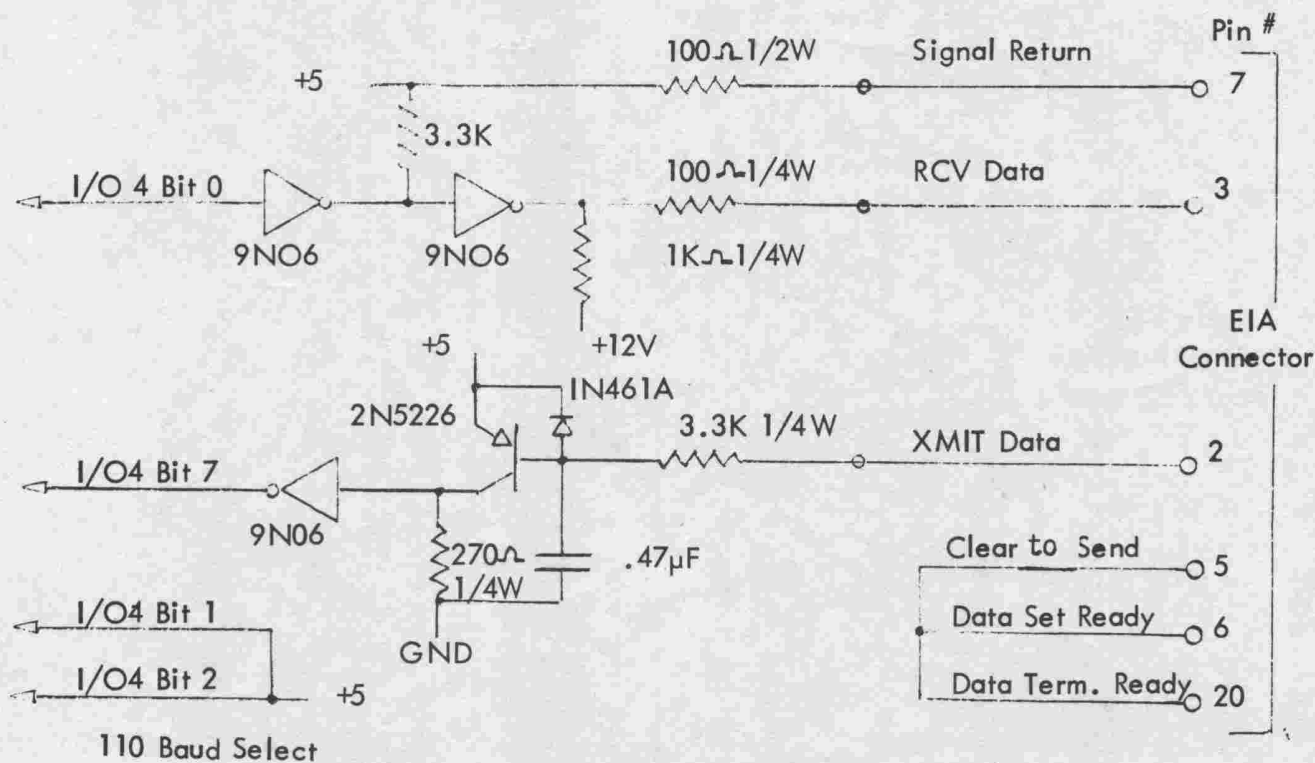 Pin #
100Ω 1/2W
Signal Return
+5
7
3.3K
I/O 4 Bit 0
100Ω 1/4W
RCV Data
3
9NO6
9NO6
1KΩ 1/4W
+12V
EIA
Connector
+5
IN461A
2N5226
3.3K 1/4W
XMIT Data
2
I/O4 Bit 7
9N06
270Ω
1/4W
.47µF
Clear to Send
5
I/O4 Bit 1
Data Set Ready
6
GND
I/O4 Bit 2
+5
Data Term. Ready
20
110 Baud Select